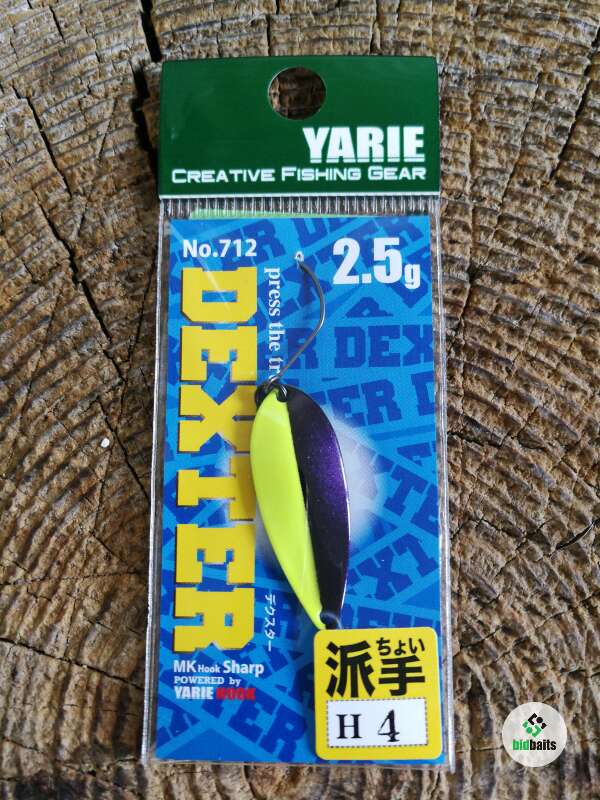 YARIE
CREATIVE FISHING GEAR
No.712
2.5g
DEXTER
press the
デクスター
MK Hook Sharp
POWERED by
YARIE HOOK
ちょい
派手
H 4
bidbaits